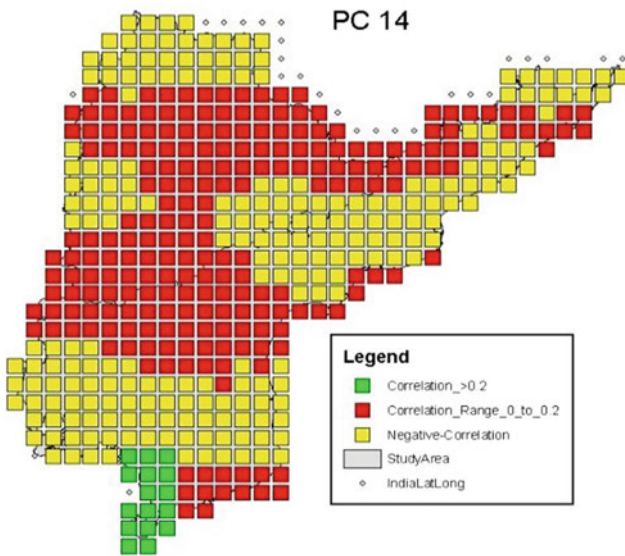 PC 14
Legend
Correlation_>0.2
Correlation_Range_0_to_0.2
Negative-Correlation
StudyArea
IndiaLatLong